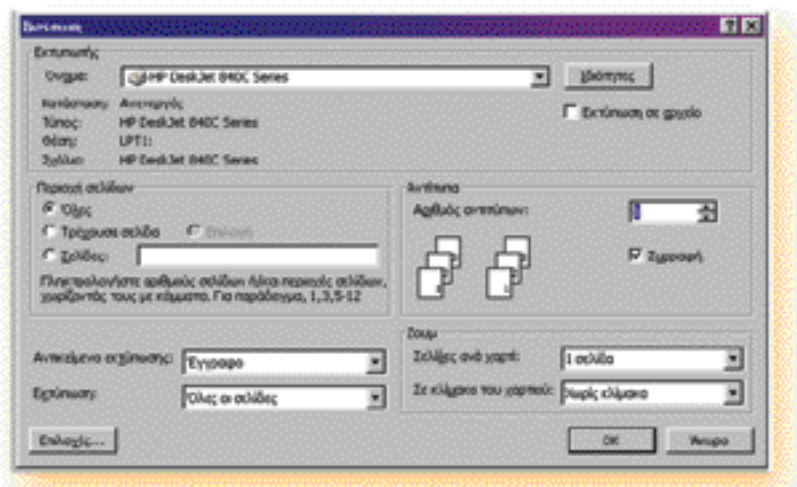 Εκτύπωση
Εκτυπωτής
Όνομα: HP DeskJet 840C Series
Ιδιότητες
Κατάσταση: Ανενεργός
Τύπος: HP DeskJet 840C Series
Θέση: LPT1:
Σχόλια: HP DeskJet 840C Series
Εκτύπωση σε αρχείο
Περιοχή σελίδων
Όλες
Τρέχουσα σελίδα Επιλογή
Σελίδες:
Πληκτρολογήστε αριθμούς σελίδων ή/και περιοχές σελίδων,
χωρίζοντάς τους με κόμματα. Για παράδειγμα, 1,3,5-12
Αντίτυπα
Αριθμός αντιτύπων: 1
Συρραφή
Αντικείμενο εκτύπωσης: Έγγραφο
Εκτύπωση: Όλες οι σελίδες
Ζουμ
Σελίδες ανά χαρτί: 1 σελίδα
Σε κλίμακα του χαρτιού: Χωρίς κλίμακα
Επιλογές...
OK
Άκυρο